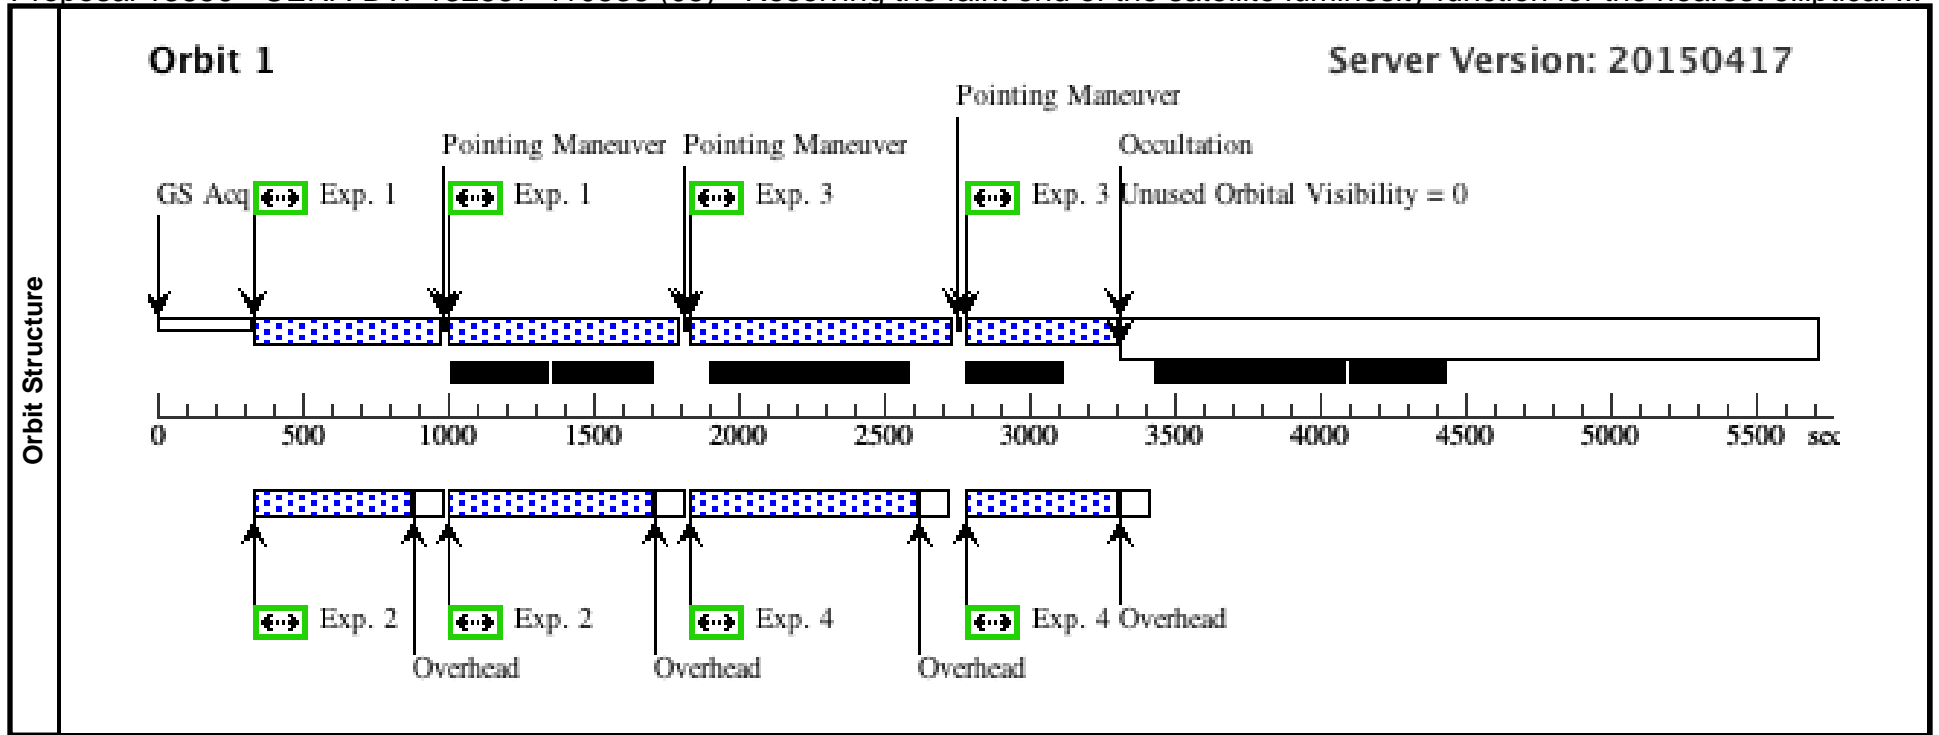 Orbit 1
Server Version: 20150417
Pointing Maneuver
Pointing Maneuver Pointing Maneuver Occultation
GS Acq Exp. 1 Exp. 1 Exp. 3 Exp. 3 Unused Orbital Visibility = 0
Orbit Structure
0 500 1000 1500 2000 2500 3000 3500 4000 4500 5000 5500 sec
Exp. 2 Exp. 2 Exp. 4 Exp. 4 Overhead
Overhead Overhead Overhead